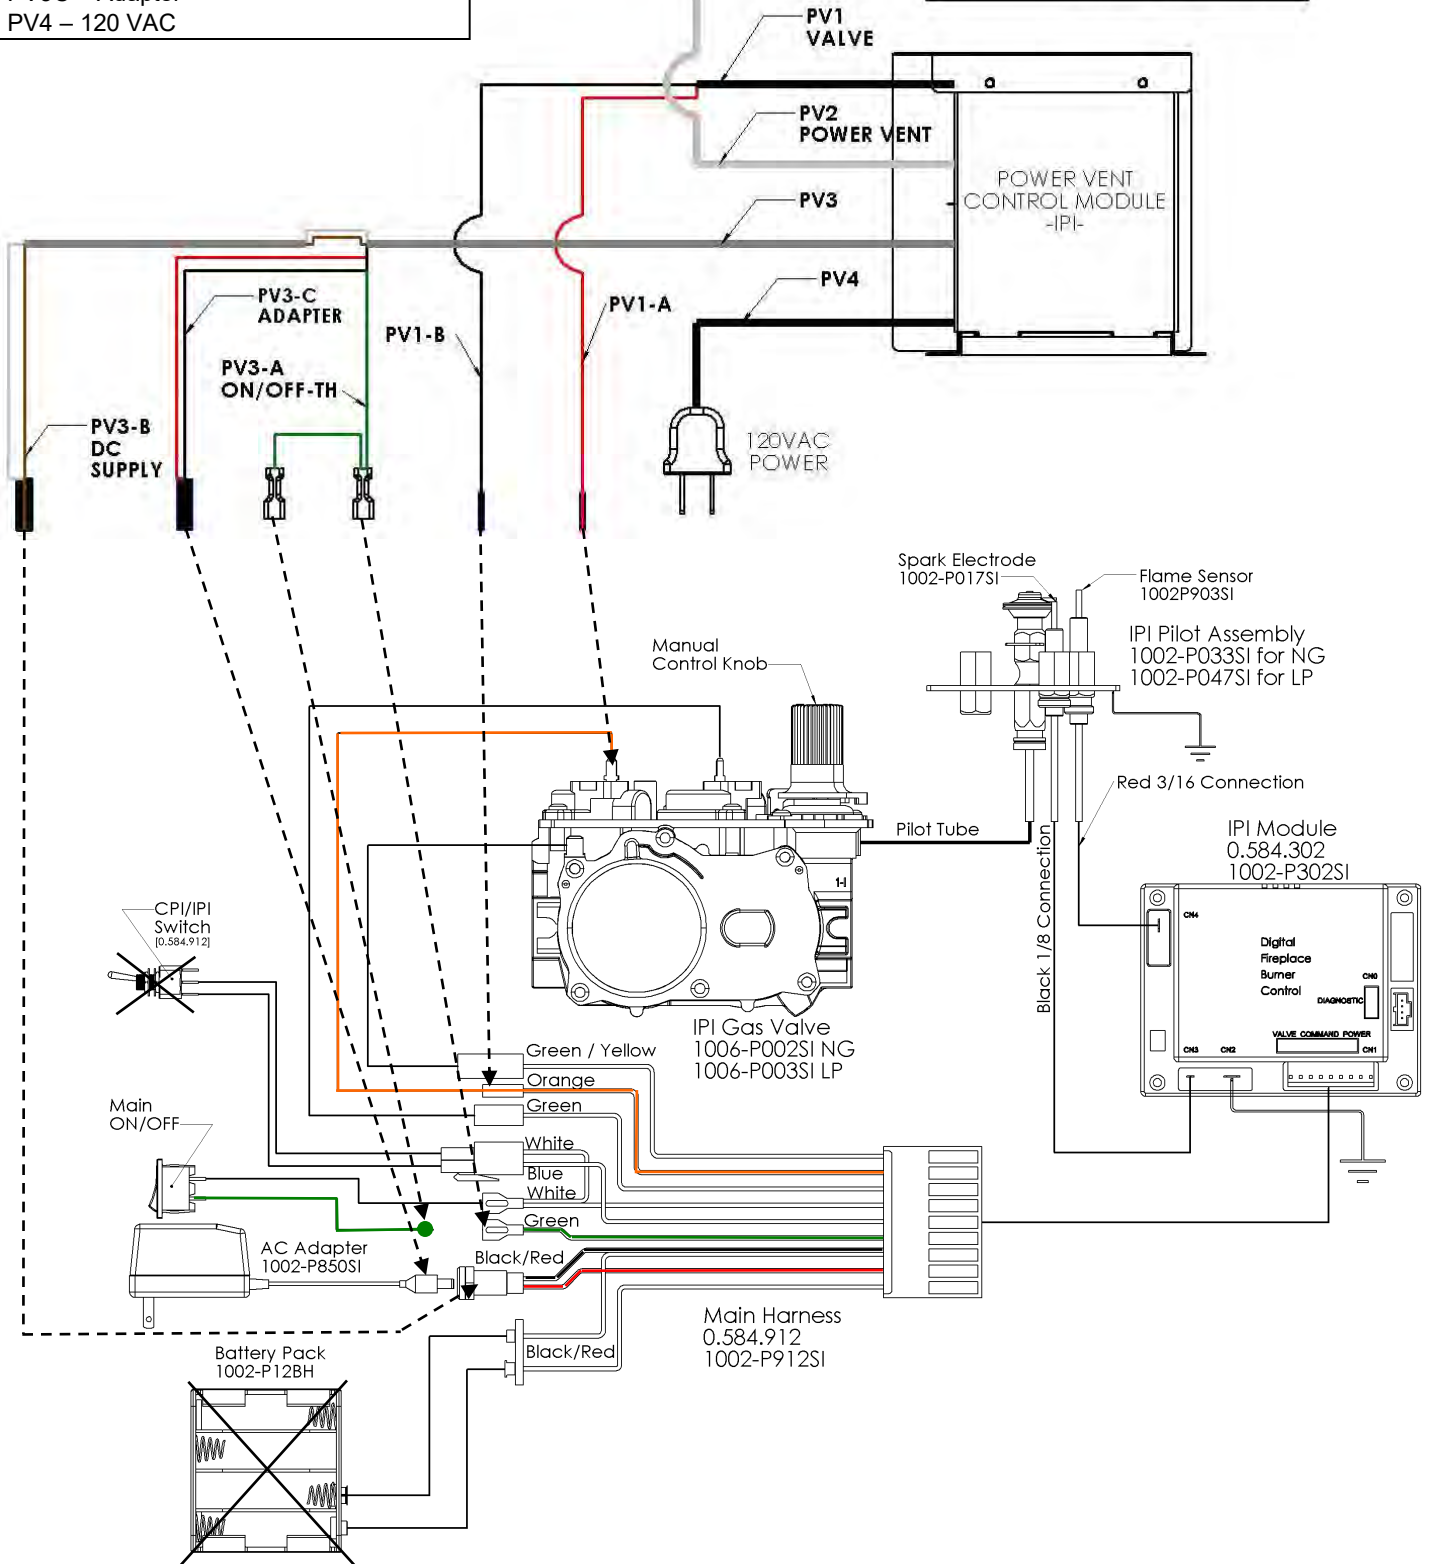 PV4 – 120 VAC
PV1
VALVE
PV2
POWER VENT
POWER VENT
CONTROL MODULE
-IPI-
PV3
PV4
PV3-C
ADAPTER
PV1-B
PV1-A
PV3-A
ON/OFF-TH
PV3-B
DC
SUPPLY
120VAC
POWER
Spark Electrode
1002-P017SI
Flame Sensor
1002P903SI
IPI Pilot Assembly
1002-P033SI for NG
1002-P047SI for LP
Manual
Control Knob
Red 3/16 Connection
Pilot Tube
Black 1/8 Connection
IPI Module
0.584.302
1002-P302SI
1-I
CPI/IPI
Switch
[0.584.912]
CN4
Digital
Fireplace
Burner
Control
CN0
DIAGNOSTIC
VALVE COMMAND POWER
CN3
CN2
CN1
IPI Gas Valve
1006-P002SI NG
1006-P003SI LP
Green / Yellow
Orange
Green
Main
ON/OFF
White
Blue
White
Green
AC Adapter
1002-P850SI
Black/Red
Main Harness
0.584.912
1002-P912SI
Black/Red
Battery Pack
1002-P12BH